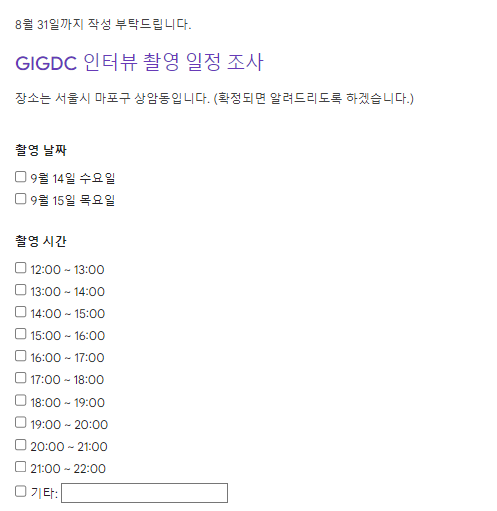 8월 31일까지 작성 부탁드립니다.
GIGDC 인터뷰 촬영 일정 조사
장소는 서울시 마포구 상암동입니다. (확정되면 알려드리도록 하겠습니다.)
촬영 날짜
9월 14일 수요일
9월 15일 목요일
촬영 시간
12:00 ~ 13:00
13:00 ~ 14:00
14:00 ~ 15:00
15:00 ~ 16:00
16:00 ~ 17:00
17:00 ~ 18:00
18:00 ~ 19:00
19:00 ~ 20:00
20:00 ~ 21:00
21:00 ~ 22:00
기타: